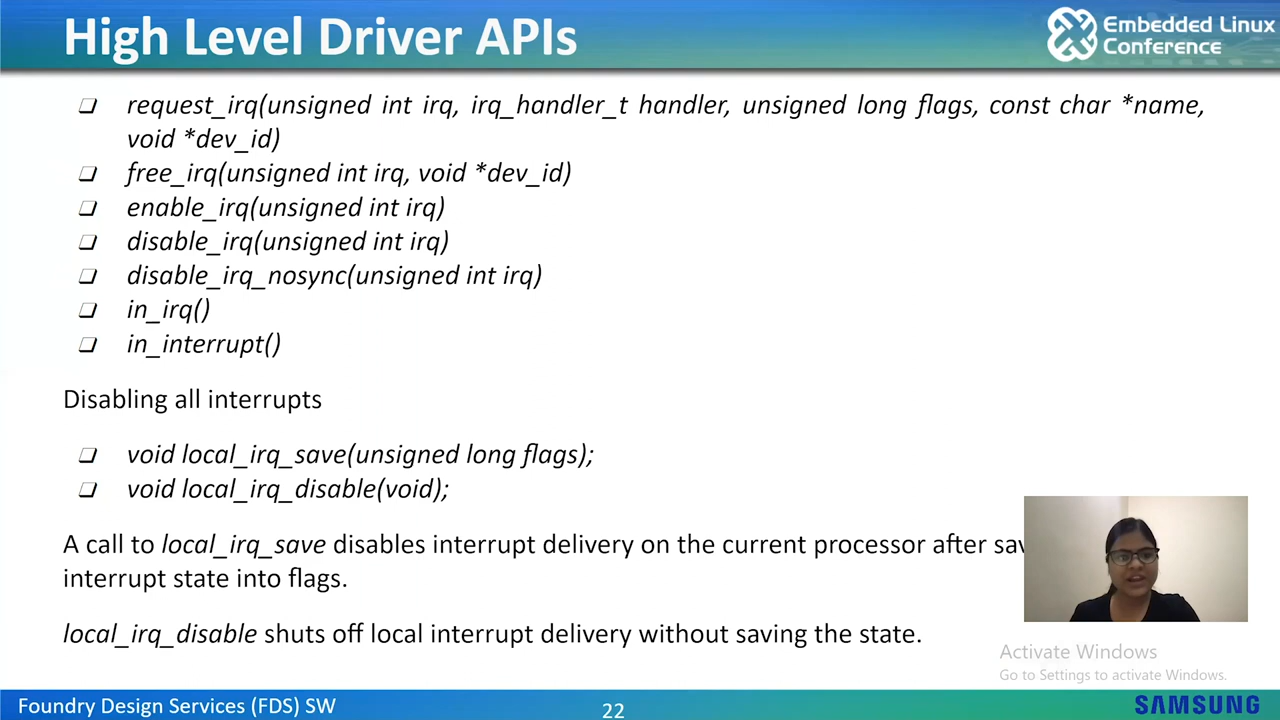 High Level Driver APIs
Embedded Linux
Conference
❑ request_irq(unsigned int irq, irq_handler_t handler, unsigned long flags, const char *name,
void *dev_id)
❑ free_irq(unsigned int irq, void *dev_id)
❑ enable_irq(unsigned int irq)
❑ disable_irq(unsigned int irq)
❑ disable_irq_nosync(unsigned int irq)
❑ in_irq()
❑ in_interrupt()
Disabling all interrupts
❑ void local_irq_save(unsigned long flags);
❑ void local_irq_disable(void);
A call to local_irq_save disables interrupt delivery on the current processor after
interrupt state into flags.
local_irq_disable shuts off local interrupt delivery without saving the state.
Activate Windows
Go to Settings to activate Windows.
Foundry Design Services (FDS) SW
22
SAMSUNG